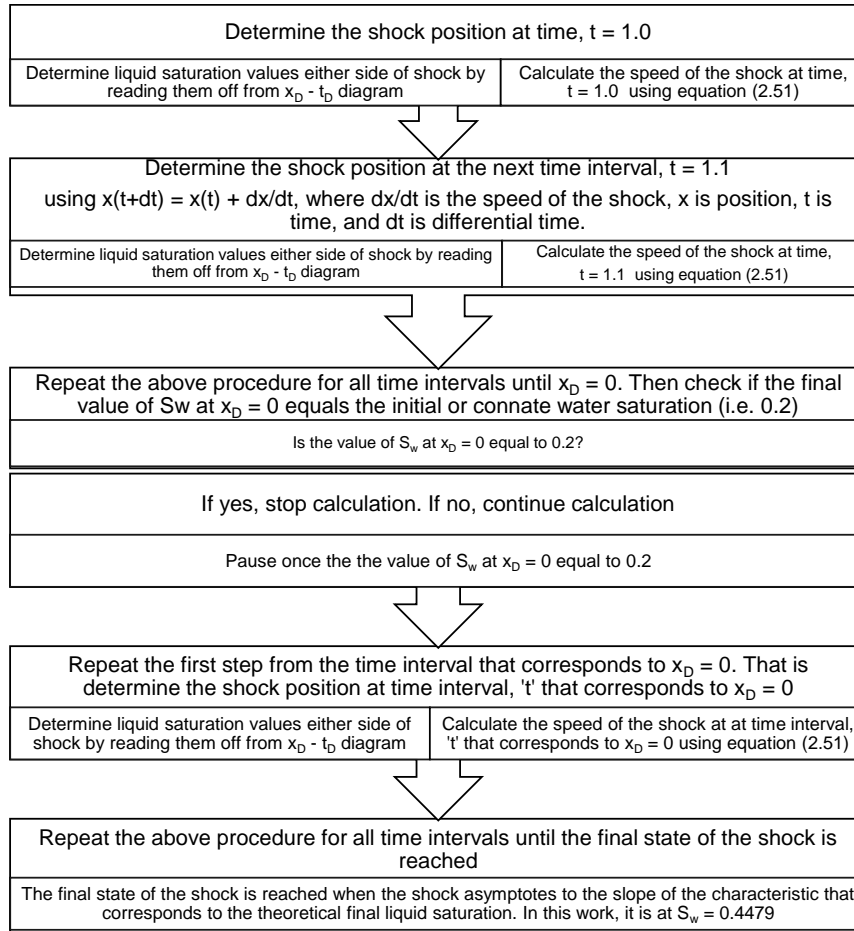 Determine the shock position at time, t = 1.0
Determine liquid saturation values either side of shock by
reading them off from x_D - t_D diagram
Calculate the speed of the shock at time,
t = 1.0 using equation (2.51)
Determine the shock position at the next time interval, t = 1.1
using x(t+dt) = x(t) + dx/dt, where dx/dt is the speed of the shock, x is position, t is
time, and dt is differential time.
Determine liquid saturation values either side of shock by reading
them off from x_D - t_D diagram
Calculate the speed of the shock at time,
t = 1.1 using equation (2.51)
Repeat the above procedure for all time intervals until x_D = 0. Then check if the final
value of Sw at x_D = 0 equals the initial or connate water saturation (i.e. 0.2)
Is the value of S_w at x_D = 0 equal to 0.2?
If yes, stop calculation. If no, continue calculation
Pause once the the value of S_w at x_D = 0 equal to 0.2
Repeat the first step from the time interval that corresponds to x_D = 0. That is
determine the shock position at time interval, 't' that corresponds to x_D = 0
Determine liquid saturation values either side of
shock by reading them off from x_D - t_D diagram
Calculate the speed of the shock at at time interval,
't' that corresponds to x_D = 0 using equation (2.51)
Repeat the above procedure for all time intervals until the final state of the shock is
reached
The final state of the shock is reached when the shock asymptotes to the slope of the characteristic that
corresponds to the theoretical final liquid saturation. In this work, it is at S_w = 0.4479